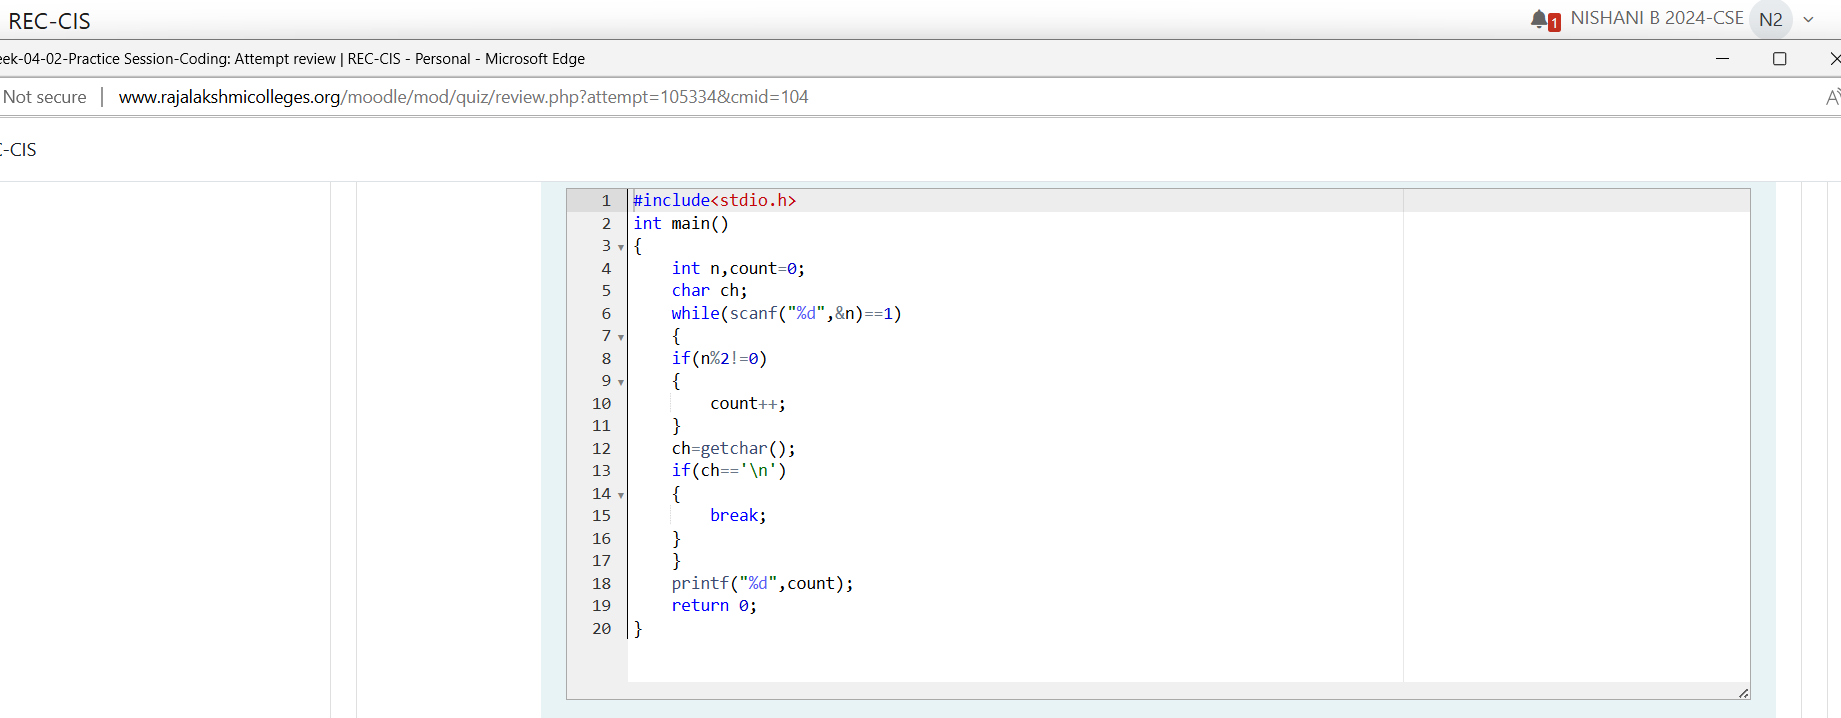 REC-CIS
1 NISHANI B 2024-CSE N2
eek-04-02-Practice Session-Coding: Attempt review | REC-CIS - Personal - Microsoft Edge
Not secure | www.rajalakshmicolleges.org/moodle/mod/quiz/review.php?attempt=105334&cmid=104
C-CIS
1 #include<stdio.h>
2 int main()
3 {
4     int n,count=0;
5     char ch;
6     while(scanf("%d",&n)==1)
7     {
8     if(n%2!=0)
9     {
10         count++;
11     }
12     ch=getchar();
13     if(ch=='\n')
14     {
15         break;
16     }
17     }
18     printf("%d",count);
19     return 0;
20 }